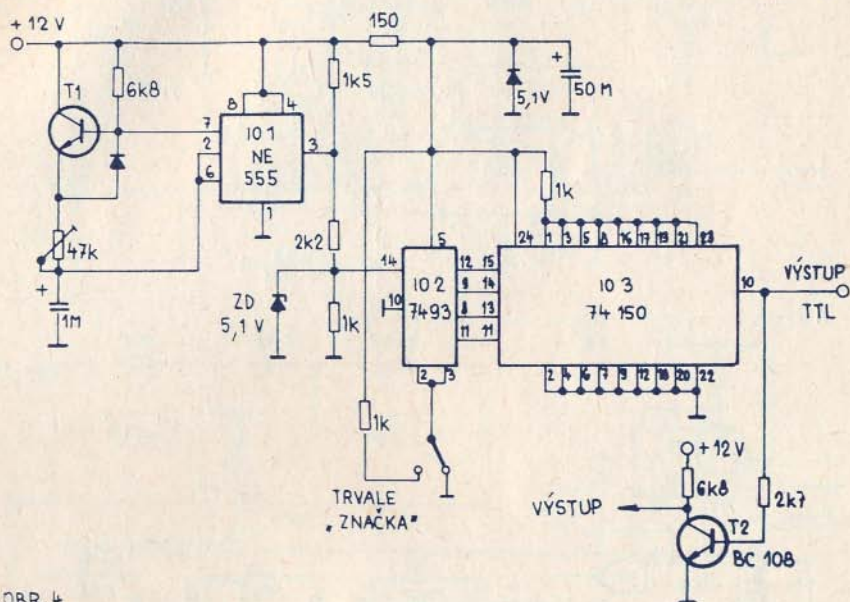 + 12 V
150
1k5
6k8
T1
8
4
7
2
6
3
1
IO 1
NE
555
5,1V
+
50 M
1k
47k
+
1M
2k2
ZD
5,1 V
1k
14
5
10
12
9
8
11
2
3
IO 2
7493
24
1 3 5 8 16 17 19 21 23
15
14
13
11
IO 3
74 150
10
2 4 6 7 9 12 18 20 22
VÝSTUP
TTL
1k
TRVALE
„ZNAČKA"
+ 12 V
6k8
VÝSTUP
2k7
T2
BC 108
OBR. 4